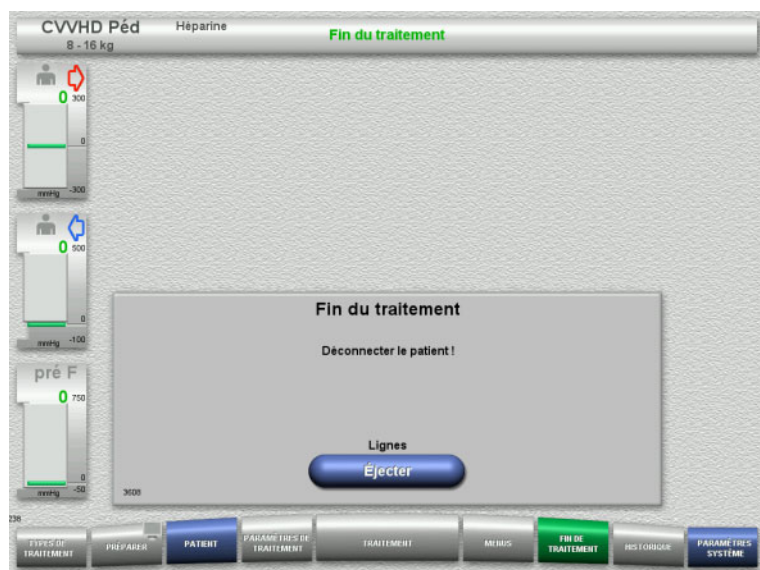 CVVHD Péd
8 - 16 kg
Héparine
Fin du traitement
0
300
0
-300
mmHg
0
500
0
-100
mmHg
pré F
0
750
0
-50
mmHg
Fin du traitement
Déconnecter le patient !
Lignes
Éjecter
3608
236
TYPES DE
TRAITEMENT
PRÉPARER
PATIENT
PARAMÈTRES DE
TRAITEMENT
TRAITEMENT
MENUS
FIN DE
TRAITEMENT
HISTORIQUE
PARAMÈTRES
SYSTÈME